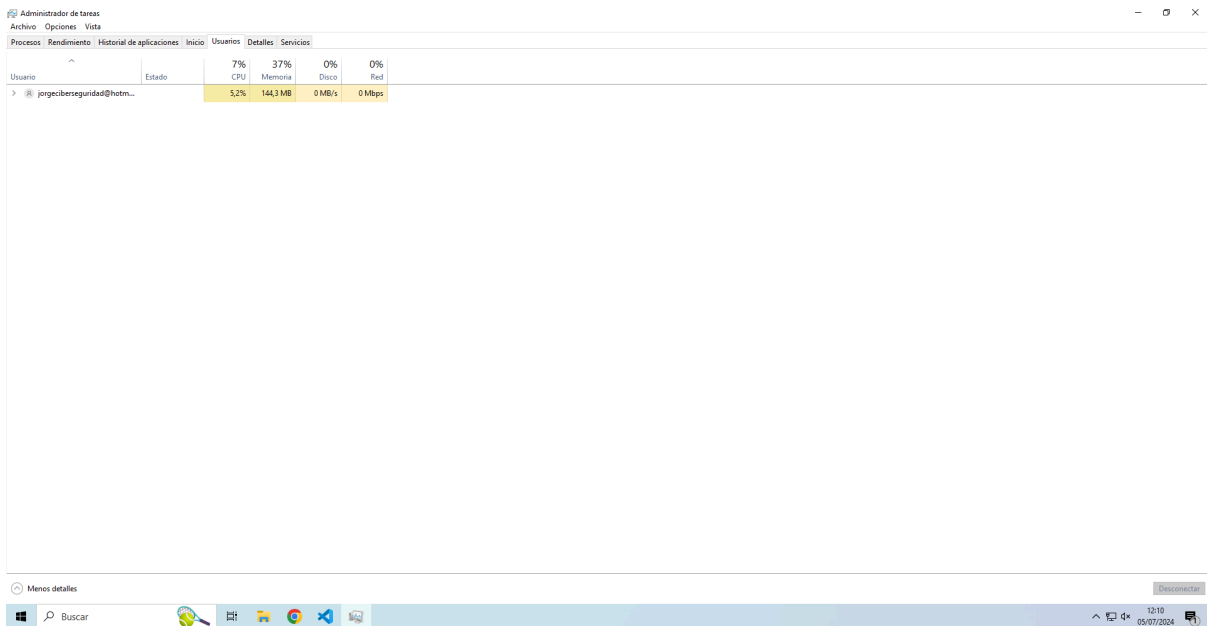 Administrador de tareas
Archivo Opciones Vista
Procesos Rendimiento Historial de aplicaciones Inicio Usuarios Detalles Servicios
7% 37% 0% 0%
Usuario Estado CPU Memoria Disco Red
jorgeciberseguridad@hotm... 5,2% 144,3 MB 0 MB/s 0 Mbps
Menos detalles Desconectar
Buscar 12:10
05/07/2024 1